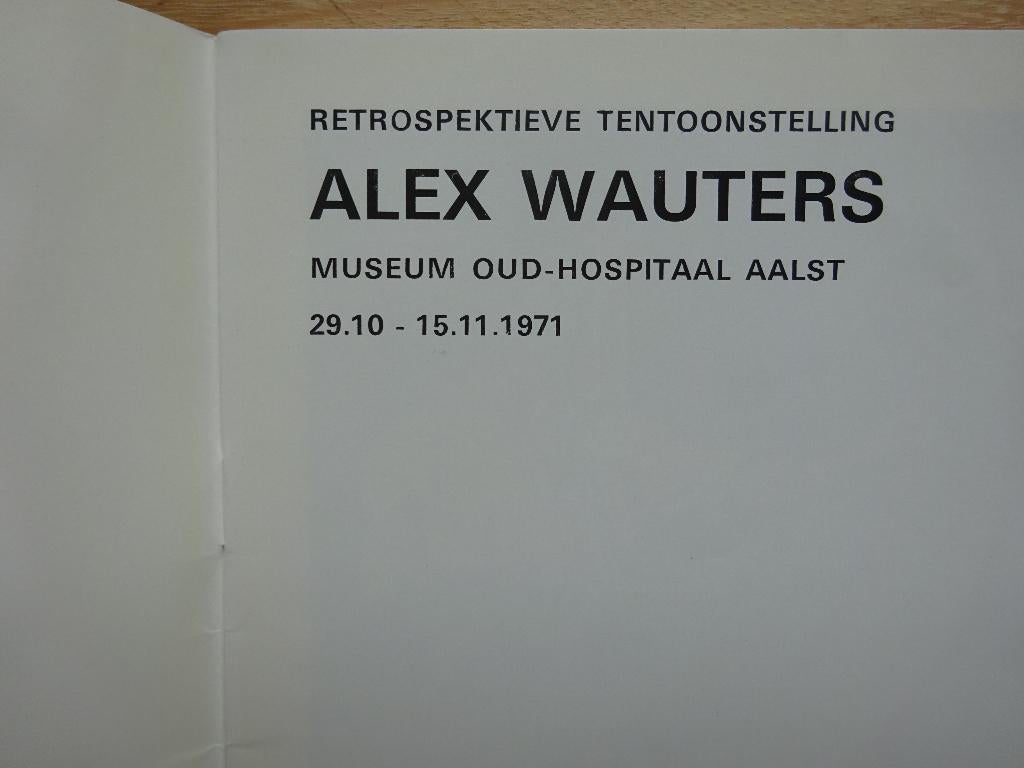 RETROSPEKTIEVE TENTOONSTELLING
ALEX WAUTERS
MUSEUM OUD-HOSPITAAL AALST
29.10 - 15.11.1971